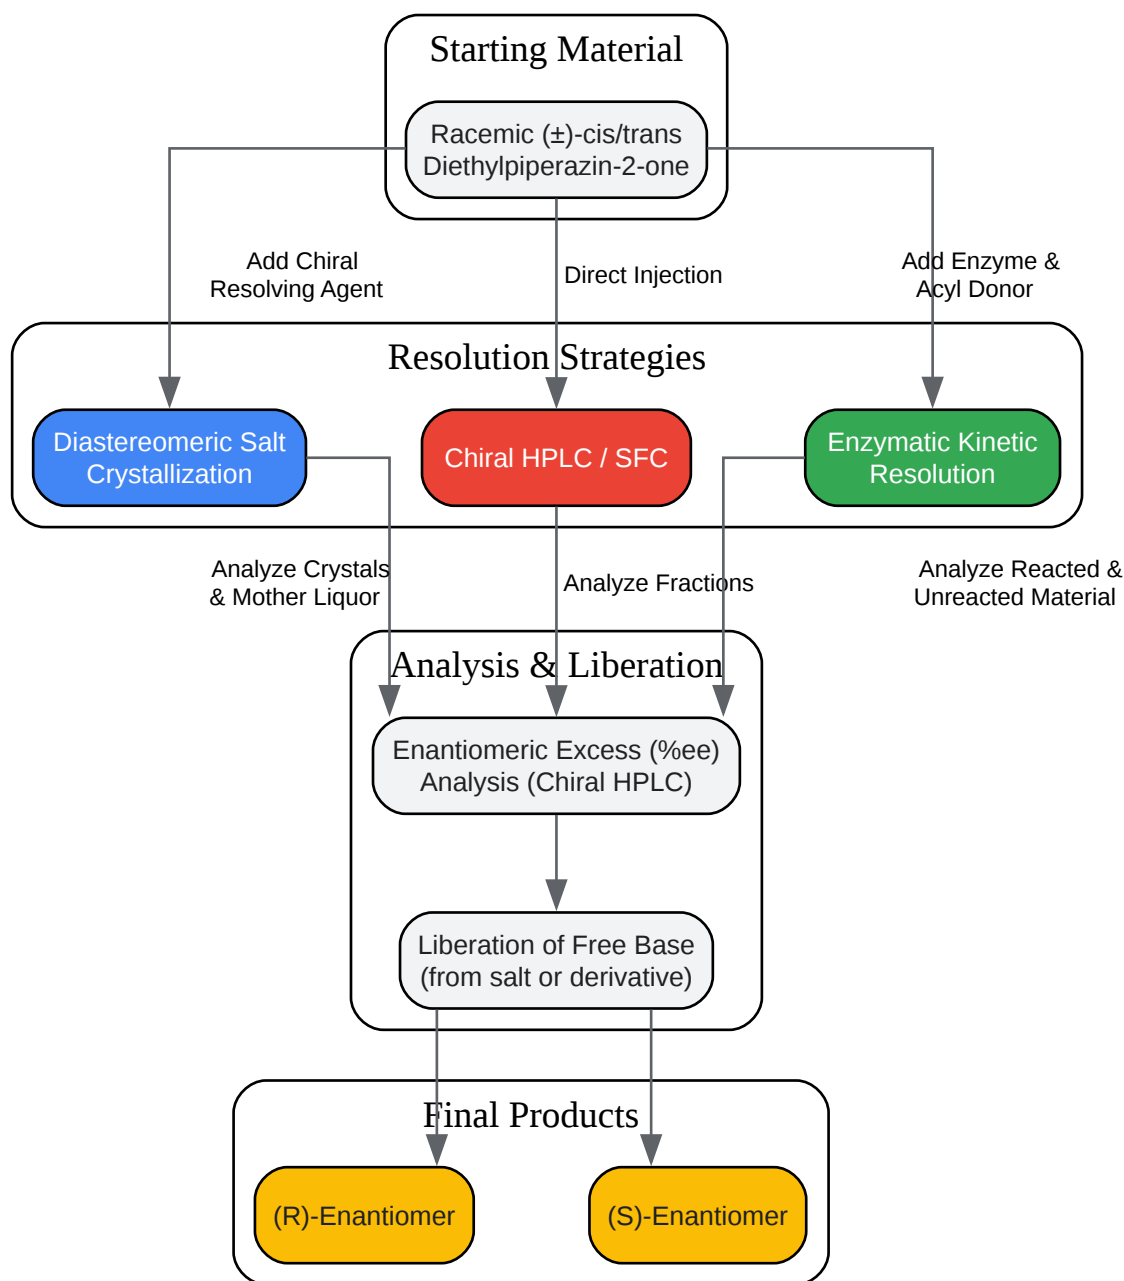 Starting Material
Racemic (±)-cis/trans
Diethylpiperazin-2-one
Add Chiral
Resolving Agent
Direct Injection
Add Enzyme &
Acyl Donor
Resolution Strategies
Diastereomeric Salt
Crystallization
Chiral HPLC / SFC
Enzymatic Kinetic
Resolution
Analyze Crystals
& Mother Liquor
Analyze Fractions
Analyze Reacted &
Unreacted Material
Analysis & Liberation
Enantiomeric Excess (%ee)
Analysis (Chiral HPLC)
Liberation of Free Base
(from salt or derivative)
Final Products
(R)-Enantiomer
(S)-Enantiomer